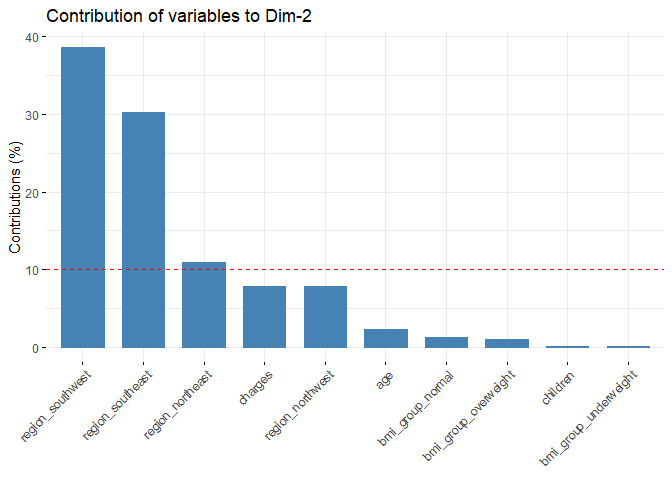 Contribution of variables to Dim-2
40
30
20
10
0
Contributions (%)
region_southwest
region_southeast
region_northeast
charges
region_northwest
age
bmi_group_normal
bmi_group_overweight
children
bmi_group_underweight